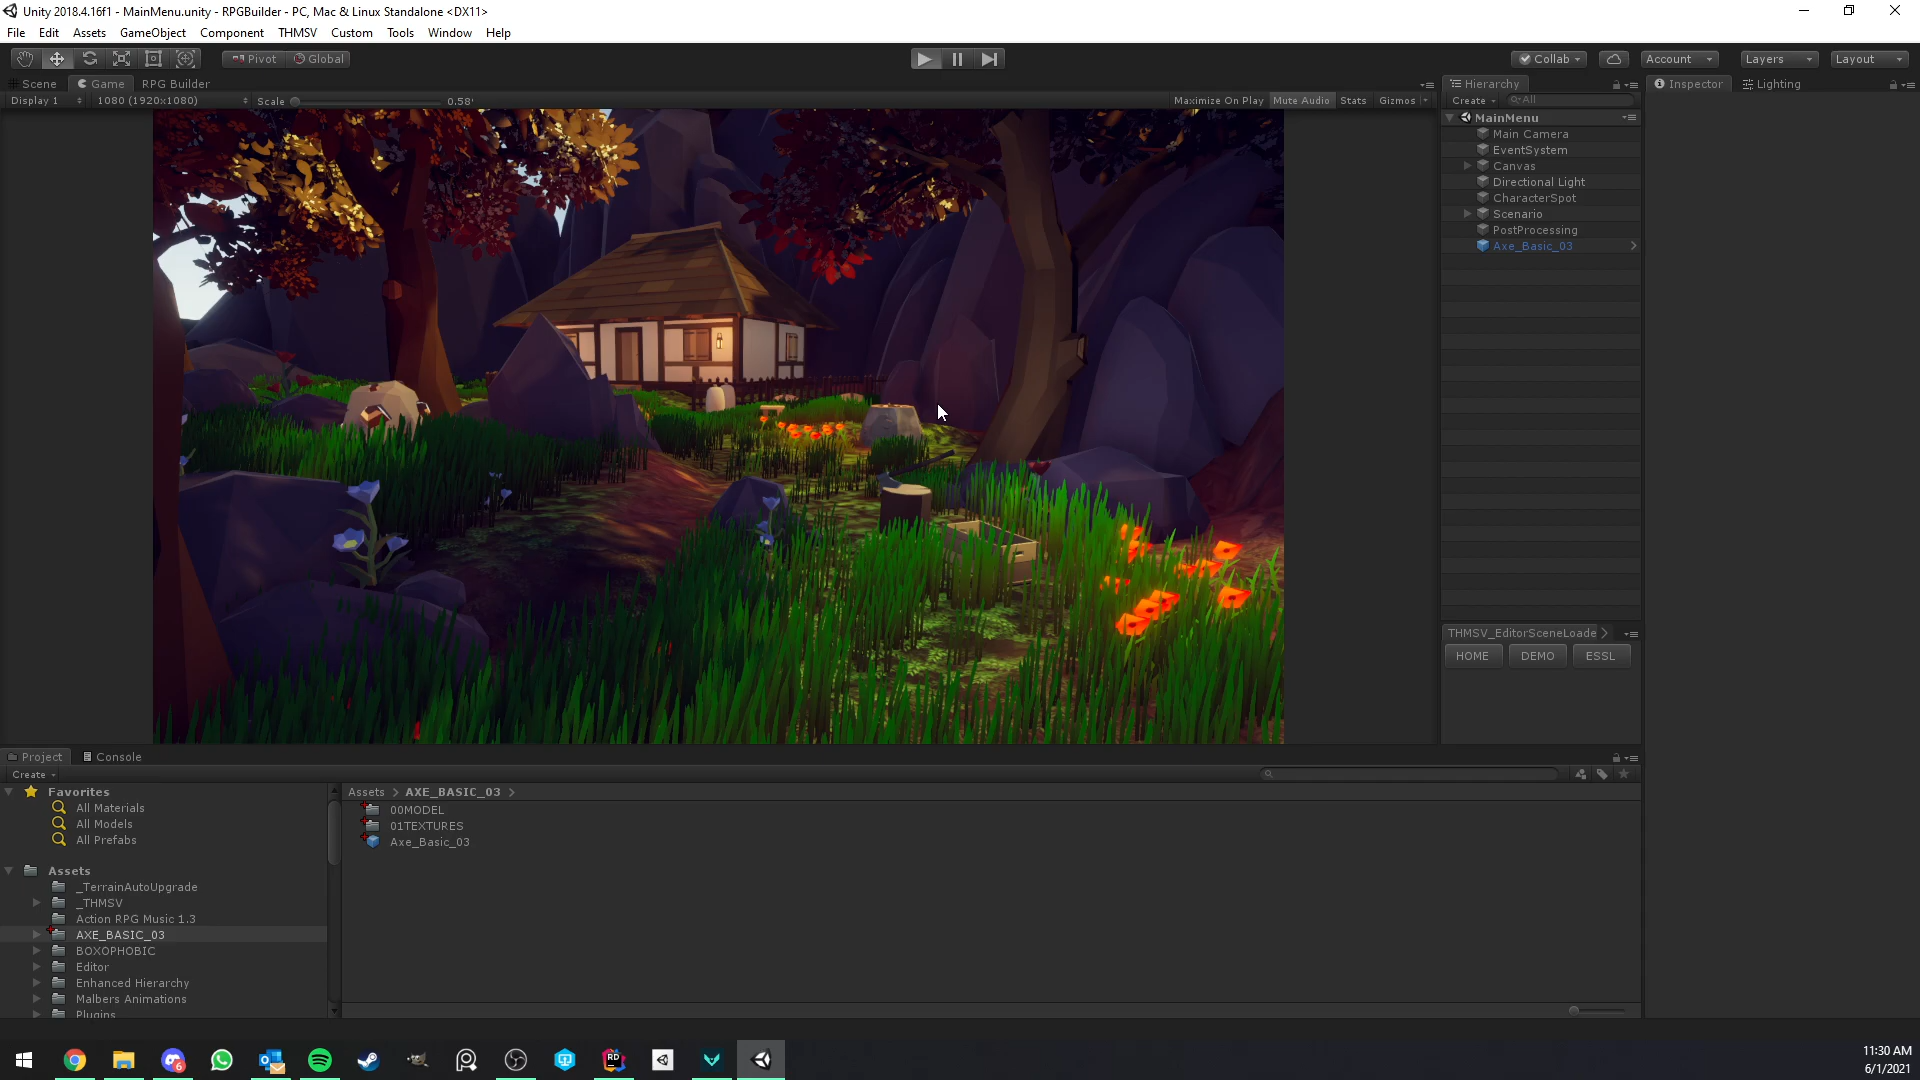 Unity 2018.4.16f1 - MainMenu.unity - RPGBuilder - PC, Mac & Linux Standalone <DX11>
File Edit Assets GameObject Component THMSV Custom Tools Window Help
Pivot Global Collab Account Layers Layout
Scene Game RPG Builder
Display 1 1080 (1920x1080) Scale 0.58 Maximize On Play Mute Audio Stats Gizmos
Hierarchy
Create All
MainMenu
Main Camera
EventSystem
Canvas
Directional Light
CharacterSpot
Scenario
PostProcessing
Axe_Basic_03
Inspector Lighting
THMSV_EditorSceneLoade
HOME DEMO ESSL
Project Console
Create
Favorites
All Materials
All Models
All Prefabs
Assets
_TerrainAutoUpgrade
_THMSV
Action RPG Music 1.3
AXE_BASIC_03
BOXOPHOBIC
Editor
Enhanced Hierarchy
Malbers Animations
Plugins
Assets > AXE_BASIC_03 >
00MODEL
01TEXTURES
Axe_Basic_03
6
RD
11:30 AM
6/1/2021